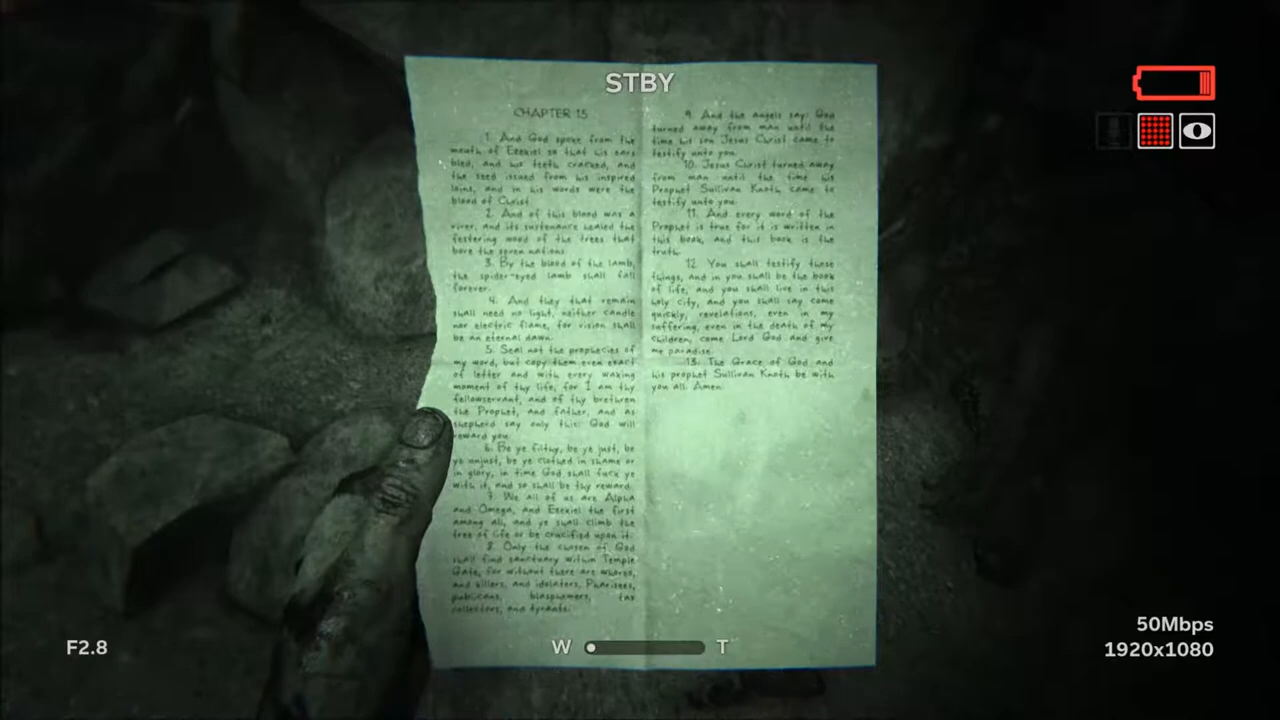 STBY
CHAPTER 15
1. And God spoke from the
mouth of Ezekiel so that his ears
bled, and his teeth cracked, and
the seed issued from his inspired
loins, and in his words were the
blood of Christ.
2. And of this blood was a
river, and its sustenance healed the
festering wood of the trees that
bore the seven nations.
3. By the blood of the lamb,
the spider-eyed lamb shall fall
forever.
4. And they that remain
shall need no light, neither candle
nor electric flame, for vision shall
be an eternal dawn.
5. Seal not the prophecies of
my word, but copy them even exact
of letter and with every waking
moment of thy life, for I am thy
fellowservant, and of thy brethren
the Prophet, and father, and as
shepherd say only this: God will
reward you.
6. Be ye filthy, be ye just, be
ye unjust, be ye clothed in shame or
in glory, in time God shall fuck ye
with it, and so shall be thy reward.
7. We all of us are Alpha
and Omega, and Ezekiel the first
among all, and ye shall climb the
tree of life or be crucified upon it.
8. Only the chosen of God
shall find sanctuary within Temple
Gate, for without there are whores,
and killers, and idolaters, Pharisees,
publicans, blasphemers, tax
collectors, and tyrants.
9. And the angels say: God
turned away from man until the
time his son Jesus Christ came to
testify unto you.
10. Jesus Christ turned away
from man until the time his
Prophet Sullivan Knoth came to
testify unto you.
11. And every word of the
Prophet is true for it is written in
this book, and this book is the
truth.
12. You shall testify these
things, and in you shall be the book
of life, and you shall live in this
holy city, and you shall say come
quickly, revelations, even in my
suffering, even in the death of my
children, come Lord God and give
me paradise.
13. The Grace of God and
his prophet Sullivan Knoth be with
you all. Amen.
F2.8
W T
50Mbps
1920x1080